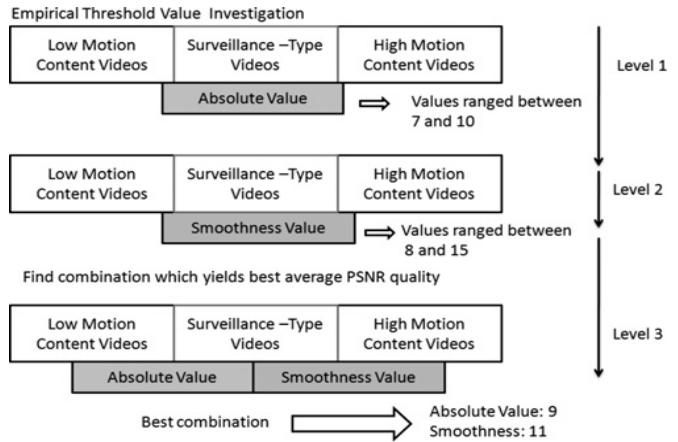 Empirical Threshold Value Investigation
Low Motion
Content Videos
Surveillance –Type
Videos
High Motion
Content Videos
Level 1
Absolute Value
Values ranged between
7 and 10
Low Motion
Content Videos
Surveillance –Type
Videos
High Motion
Content Videos
Level 2
Smoothness Value
Values ranged between
8 and 15
Find combination which yields best average PSNR quality
Low Motion
Content Videos
Surveillance –Type
Videos
High Motion
Content Videos
Level 3
Absolute Value
Smoothness Value
Best combination
Absolute Value: 9
Smoothness: 11